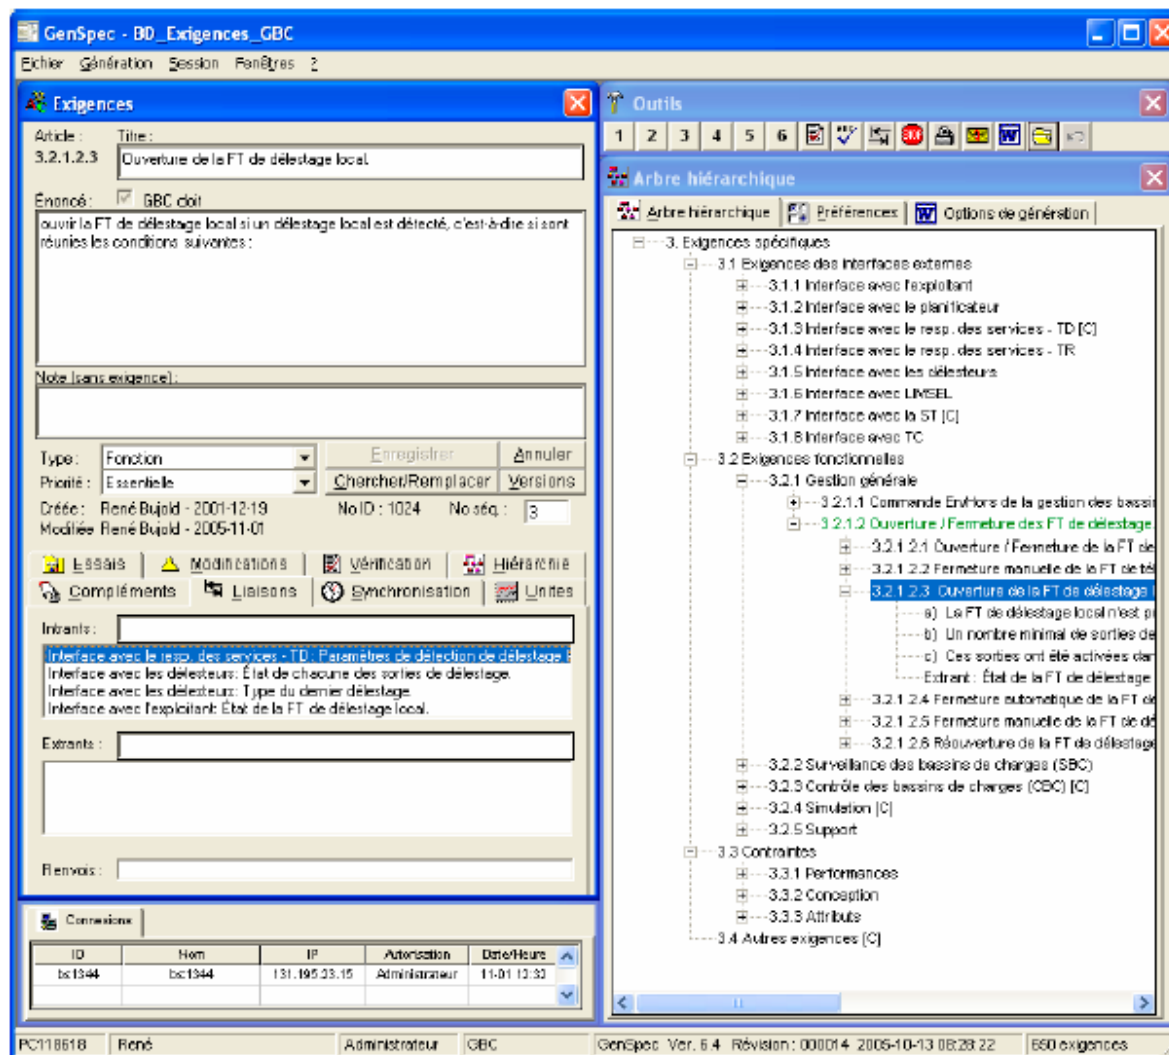 GenSpec - BD_Exigences_GBC
Fichier Génération Session Fenêtres ?
Exigences
Article : Titre :
3.2.1.2.3 Ouverture de la FT de délestage local.
Énoncé : GBC doit
ouvrir la FT de délestage local si un délestage local est détecté, c'est-à-dire si sont
réunies les conditions suivantes :
Note (sans exigence) :
Type : Fonction Enregistrer Annuler
Priorité : Essentielle Chercher/Remplacer Versions
Créée : René Bujold - 2001-12-19 No ID : 1024 No séq. : 3
Modifiée René Bujold - 2005-11-01
Essais Modifications Vérification Hiérarchie
Compléments Liaisons Synchronisation Unités
Intrants :
Interface avec le resp. des services - TD: Paramètres de détection de délestage
Interface avec les délesteurs: État de chacune des sorties de délestage.
Interface avec les délesteurs: Type du dernier délestage.
Interface avec l'exploitant: État de la FT de délestage local.
Extrants :
Renvois :
Connexions
ID Nom IP Autorisation Date/Heure
bc1344 bc1344 131.195.23.15 Administrateur 11-01 12:32
Outils
1 2 3 4 5 6
Arbre hiérarchique
Arbre hiérarchique Préférences Options de génération
3. Exigences spécifiques
3.1 Exigences des interfaces externes
3.1.1 Interface avec l'exploitant
3.1.2 Interface avec le planificateur
3.1.3 Interface avec le resp. des services - TD [C]
3.1.4 Interface avec le resp. des services - TR
3.1.5 Interface avec les délesteurs
3.1.6 Interface avec LIMSEL
3.1.7 Interface avec la ST [C]
3.1.8 Interface avec TC
3.2 Exigences fonctionnelles
3.2.1 Gestion générale
3.2.1.1 Commande En/Hors de la gestion des bassin
3.2.1.2 Ouverture / Fermeture des FT de délestage
3.2.1.2.1 Ouverture / Fermeture de la FT de
3.2.1.2.2 Fermeture manuelle de la FT de té
3.2.1.2.3 Ouverture de la FT de délestage l
a) La FT de délestage local n'est p
b) Un nombre minimal de sorties de
c) Ces sorties ont été activées dan
Extrant : État de la FT de délestage
3.2.1.2.4 Fermeture automatique de la FT de
3.2.1.2.5 Fermeture manuelle de la FT de dé
3.2.1.2.6 Réouverture de la FT de délestage
3.2.2 Surveillance des bassins de charges (SBC)
3.2.3 Contrôle des bassins de charges (CBC) [C]
3.2.4 Simulation [C]
3.2.5 Support
3.3 Contraintes
3.3.1 Performances
3.3.2 Conception
3.3.3 Attributs
3.4 Autres exigences [C]
PC118618 René Administrateur GBC GenSpec Ver. 6.4 Révision : 000014 2005-10-13 08:28:22 650 exigences